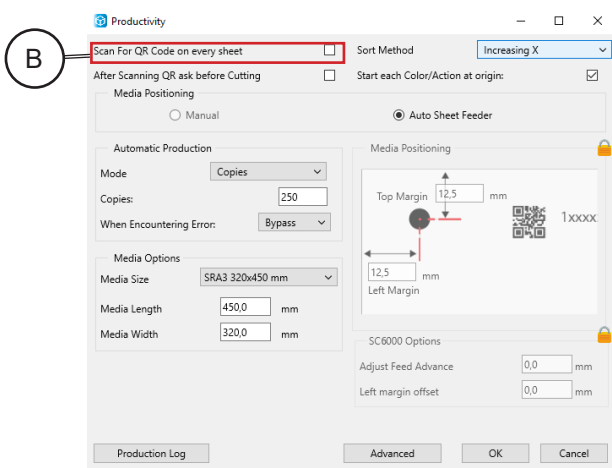 Productivity
B
Scan For QR Code on every sheet
Sort Method Increasing X
After Scanning QR ask before Cutting
Start each Color/Action at origin:
Media Positioning
Manual Auto Sheet Feeder
Automatic Production
Mode Copies
Copies: 250
When Encountering Error: Bypass
Media Options
Media Size SRA3 320x450 mm
Media Length 450,0 mm
Media Width 320,0 mm
Media Positioning
Top Margin 12,5 mm
1xxxx
12,5 mm
Left Margin
SC6000 Options
Adjust Feed Advance 0,0 mm
Left margin offset 0,0 mm
Production Log Advanced OK Cancel